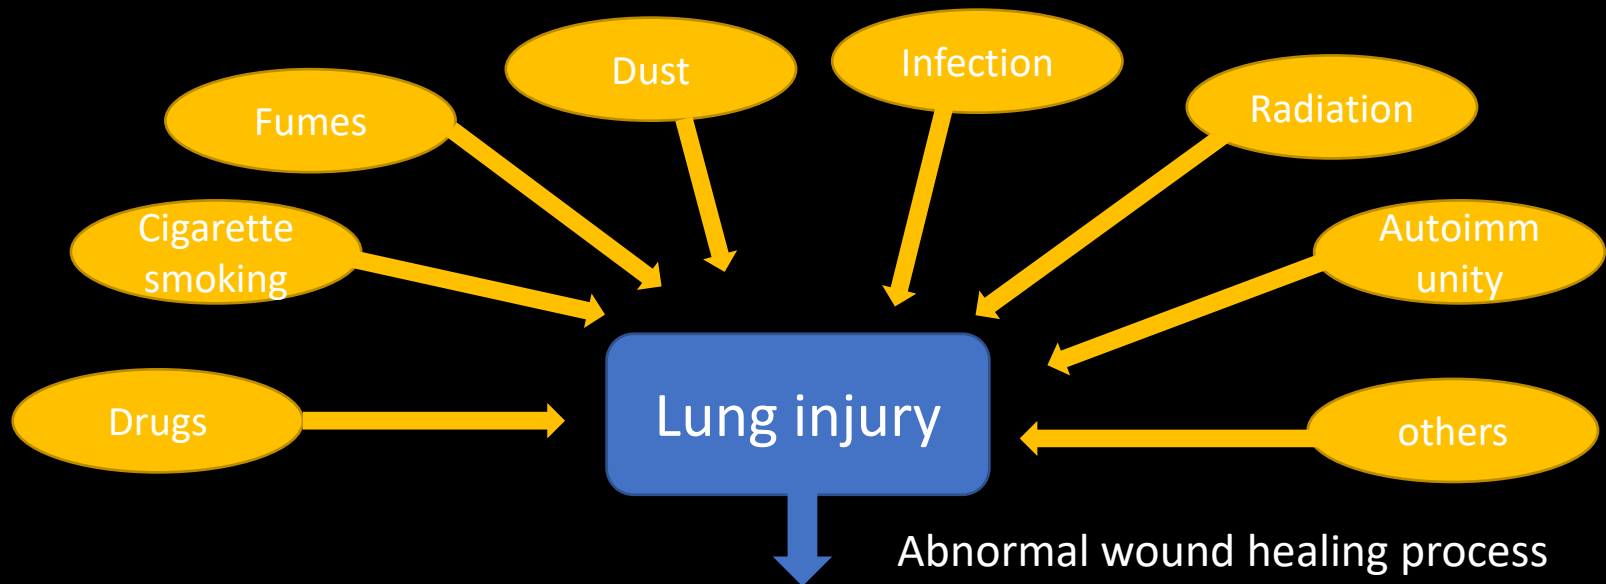 Infection
Dust
Radiation
Fumes
Cigarette
smoking
Autoimm
unity
Drugs
Lung injury
others
Abnormal wound healing process